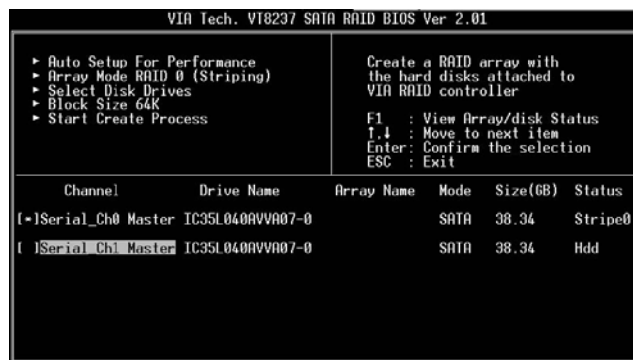 VIA Tech. VT8237 SATA RAID BIOS Ver 2.01
► Auto Setup For Performance
► Array Mode RAID 0 (Striping)
► Select Disk Drives
► Block Size 64K
► Start Create Process
Create a RAID array with
the hard disks attached to
VIA RAID controller
F1 : View Array/disk Status
↑,↓ : Move to next item
Enter: Confirm the selection
ESC : Exit
Channel Drive Name Array Name Mode Size(GB) Status
[*]Serial_Ch0 Master IC35L040AVVA07-0 SATA 38.34 Stripe0
[ ]Serial_Ch1 Master IC35L040AVVA07-0 SATA 38.34 Hdd